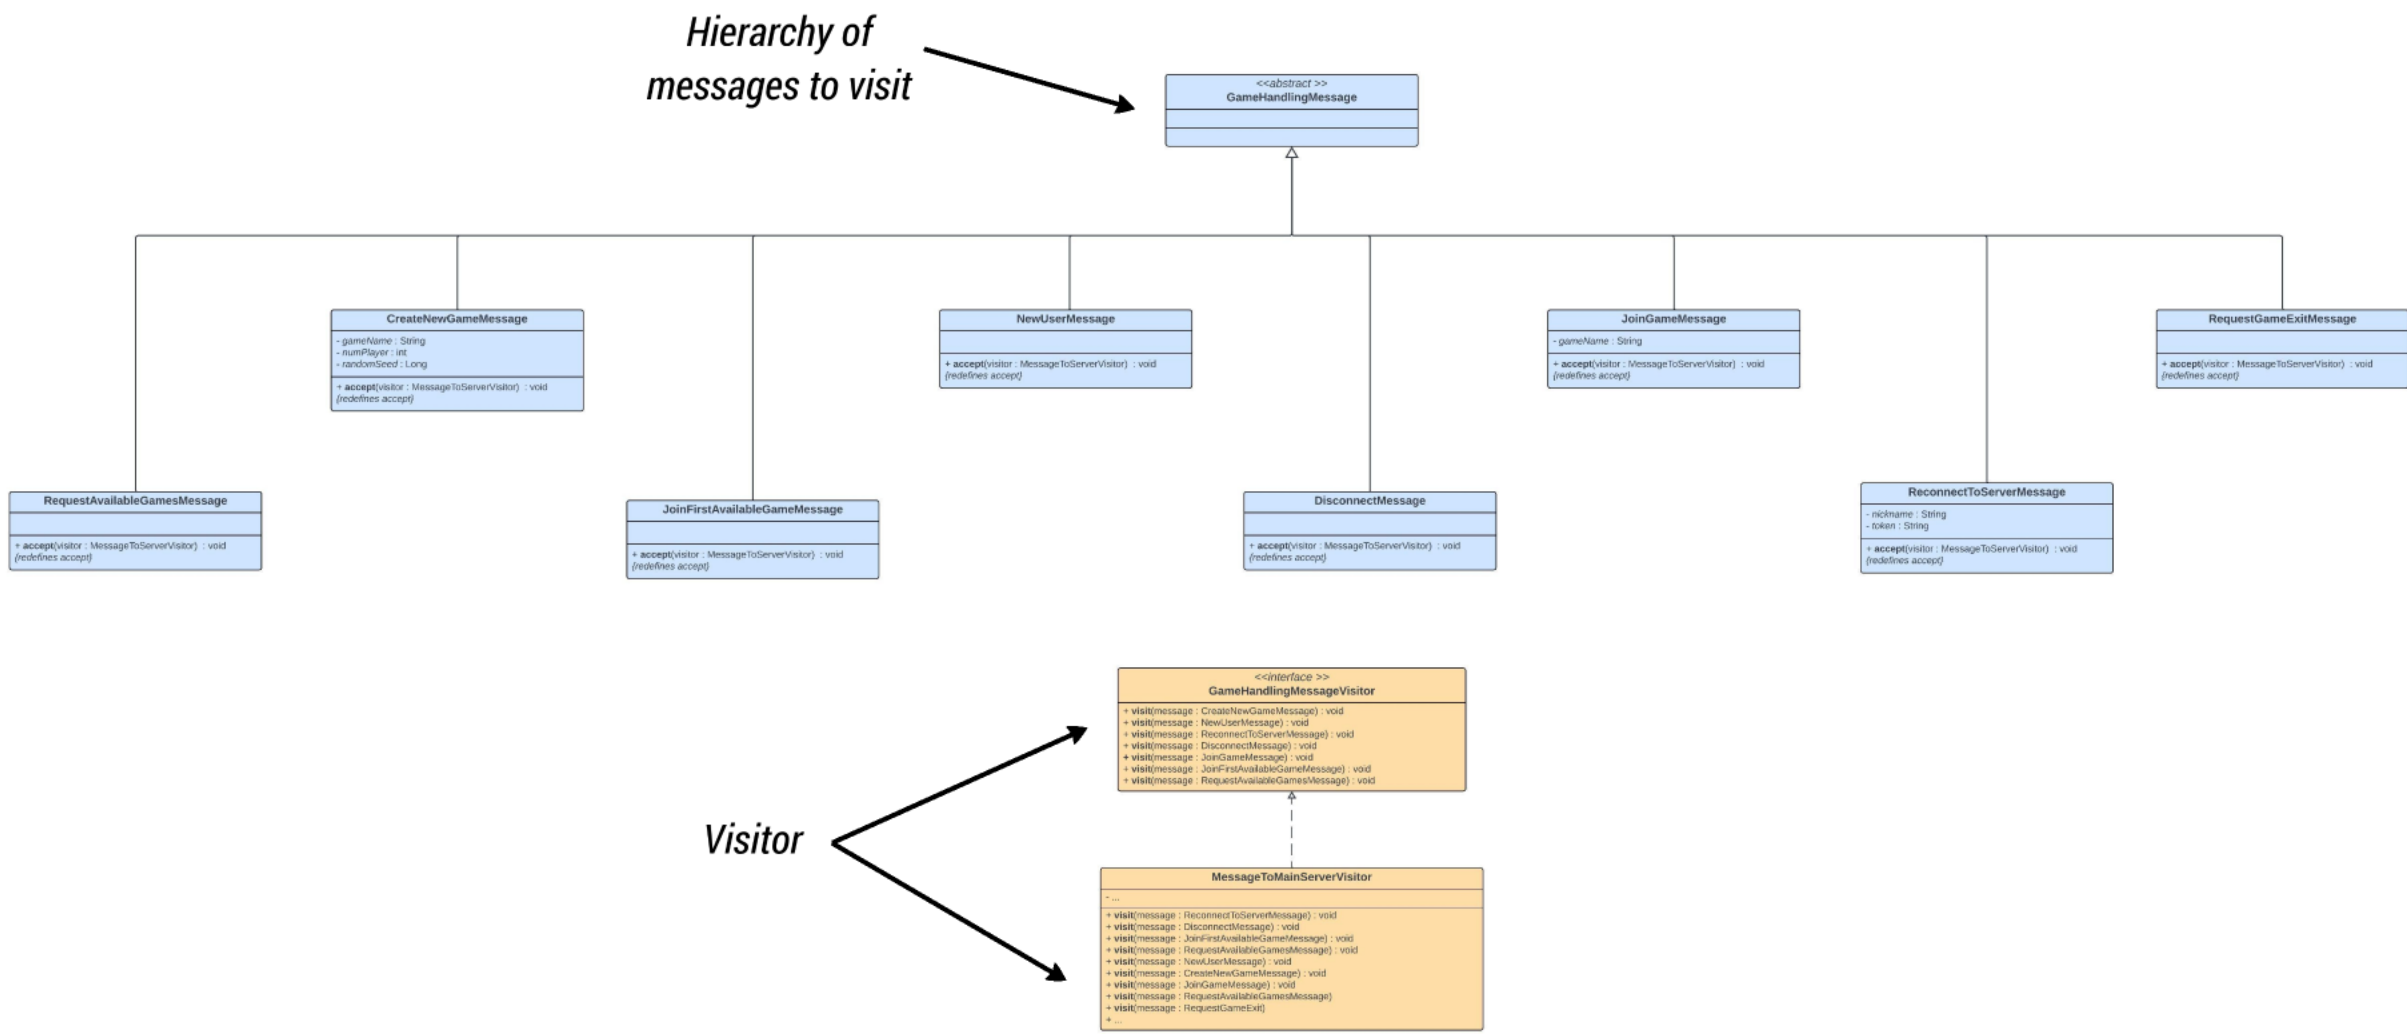 Hierarchy of
messages to visit
<<abstract >>
GameHandlingMessage
CreateNewGameMessage
- gameName : String
- numPlayer : int
- randomSeed : Long
+ accept(visitor : MessageToServerVisitor) : void
{redefines accept}
NewUserMessage
+ accept(visitor : MessageToServerVisitor) : void
{redefines accept}
JoinGameMessage
- gameName : String
+ accept(visitor : MessageToServerVisitor) : void
{redefines accept}
RequestGameExitMessage
+ accept(visitor : MessageToServerVisitor) : void
{redefines accept}
RequestAvailableGamesMessage
+ accept(visitor : MessageToServerVisitor) : void
{redefines accept}
JoinFirstAvailableGameMessage
+ accept(visitor : MessageToServerVisitor) : void
{redefines accept}
DisconnectMessage
+ accept(visitor : MessageToServerVisitor) : void
{redefines accept}
ReconnectToServerMessage
- nickname : String
- token : String
+ accept(visitor : MessageToServerVisitor) : void
{redefines accept}
Visitor
<<interface >>
GameHandlingMessageVisitor
+ visit(message : CreateNewGameMessage) : void
+ visit(message : NewUserMessage) : void
+ visit(message : ReconnectToServerMessage) : void
+ visit(message : DisconnectMessage) : void
+ visit(message : JoinGameMessage) : void
+ visit(message : JoinFirstAvailableGameMessage) : void
+ visit(message : RequestAvailableGamesMessage) : void
MessageToMainServerVisitor
- ...
+ visit(message : ReconnectToServerMessage) : void
+ visit(message : DisconnectMessage) : void
+ visit(message : JoinFirstAvailableGameMessage) : void
+ visit(message : RequestAvailableGamesMessage) : void
+ visit(message : NewUserMessage) : void
+ visit(message : CreateNewGameMessage) : void
+ visit(message : JoinGameMessage) : void
+ visit(message : RequestAvailableGamesMessage)
+ visit(message : RequestGameExit)
+ ...